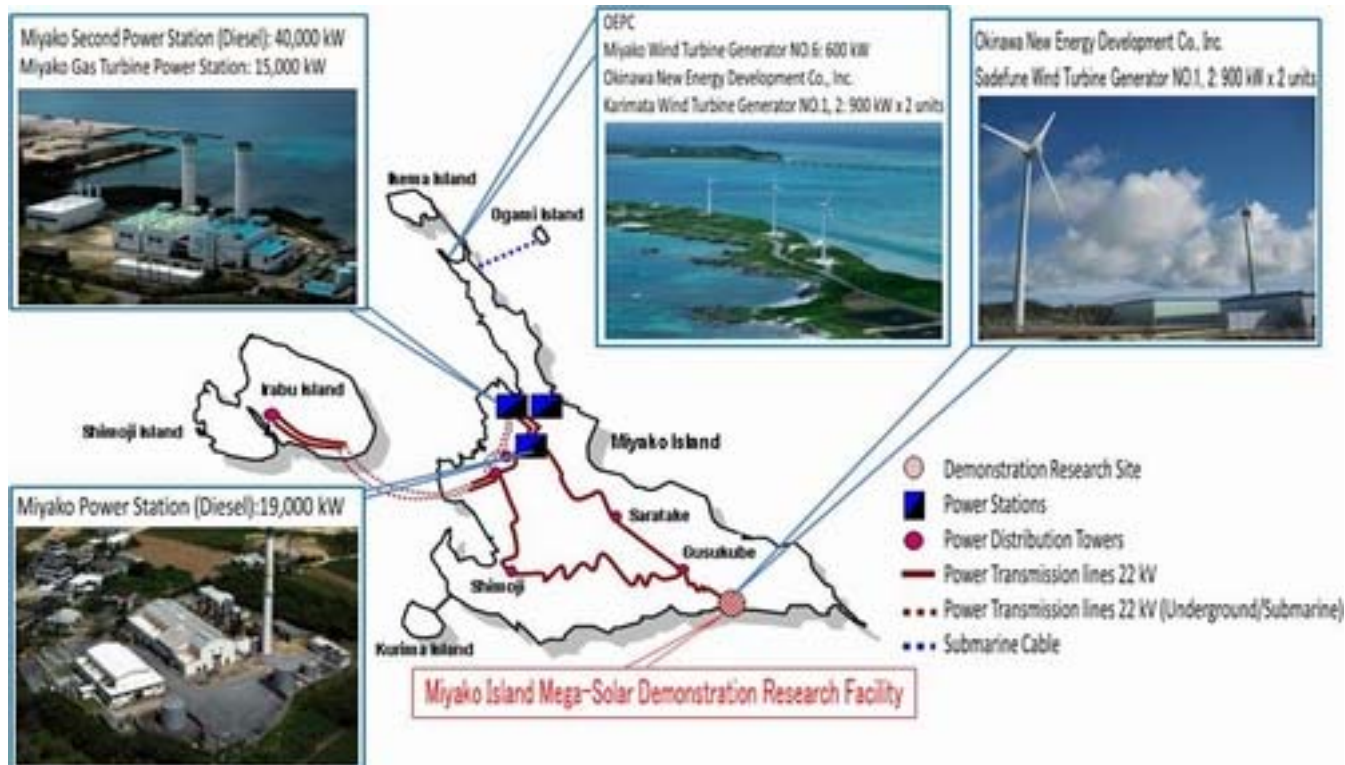 Miyako Second Power Station (Diesel): 40,000 kW
Miyako Gas Turbine Power Station: 15,000 kW
OEPC
Miyako Wind Turbine Generator NO.6: 600 kW
Okinawa New Energy Development Co., Inc.
Karimata Wind Turbine Generator NO.1, 2: 900 kW x 2 units
Okinawa New Energy Development Co., Inc.
Sadefune Wind Turbine Generator NO.1, 2: 900 kW x 2 units
Ikema Island
Ogami Island
Irabu Island
Shimoji Island
Miyako Island
Miyako Power Station (Diesel):19,000 kW
Saratake
Gusukube
Shimoji
Kurima Island
Demonstration Research Site
Power Stations
Power Distribution Towers
Power Transmission lines 22 kV
Power Transmission lines 22 kV (Underground/Submarine)
Submarine Cable
Miyako Island Mega-Solar Demonstration Research Facility